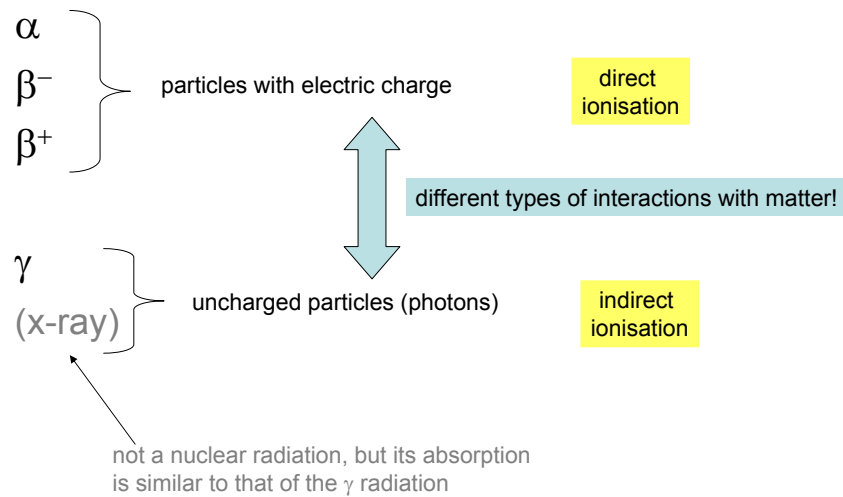 α
β⁻
β⁺
particles with electric charge
direct
ionisation
different types of interactions with matter!
γ
(x-ray)
uncharged particles (photons)
indirect
ionisation
not a nuclear radiation, but its absorption
is similar to that of the γ radiation